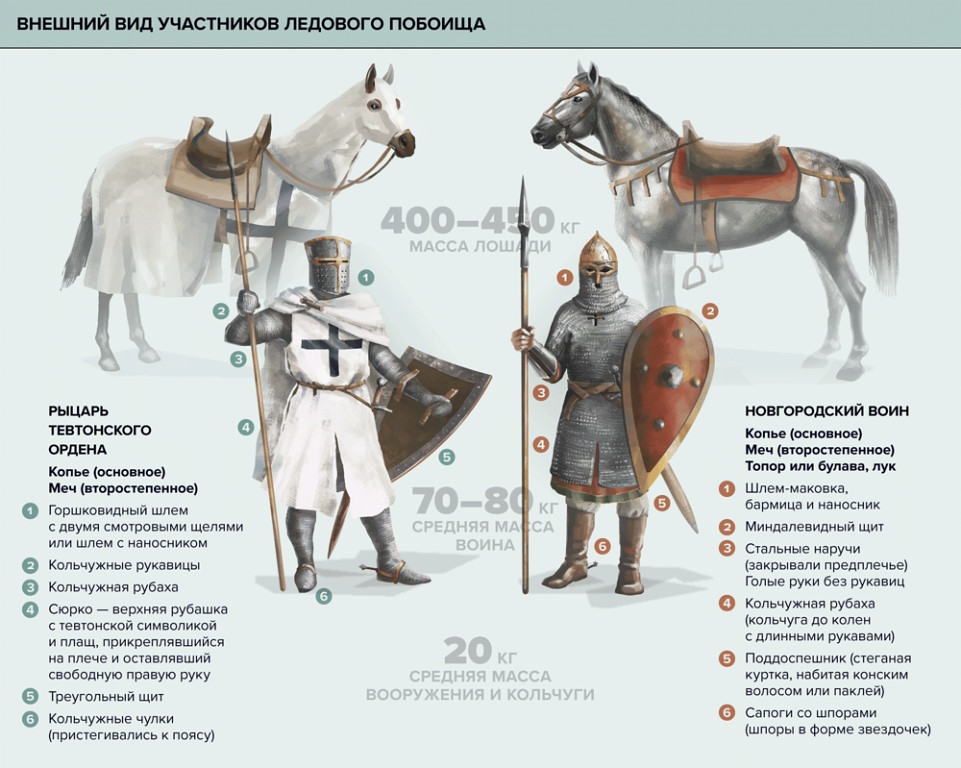 ВНЕШНИЙ ВИД УЧАСТНИКОВ ЛЕДОВОГО ПОБОИЩА
400–450 КГ
МАССА ЛОШАДИ
1
2
3
4
5
6
1
2
3
4
5
6
70–80 КГ
СРЕДНЯЯ МАССА
ВОИНА
20 КГ
СРЕДНЯЯ МАССА
ВООРУЖЕНИЯ И КОЛЬЧУГИ
РЫЦАРЬ
ТЕВТОНСКОГО
ОРДЕНА
Копье (основное)
Меч (второстепенное)
1 Горшковидный шлем
с двумя смотровыми щелями
или шлем с наносником
2 Кольчужные рукавицы
3 Кольчужная рубаха
4 Сюрко — верхняя рубашка
с тевтонской символикой
и плащ, прикреплявшийся
на плече и оставлявший
свободную правую руку
5 Треугольный щит
6 Кольчужные чулки
(пристегивались к поясу)
НОВГОРОДСКИЙ ВОИН
Копье (основное)
Меч (второстепенное)
Топор или булава, лук
1 Шлем-маковка,
бармица и наносник
2 Миндалевидный щит
3 Стальные наручи
(закрывали предплечье)
Голые руки без рукавиц
4 Кольчужная рубаха
(кольчуга до колен
с длинными рукавами)
5 Поддоспешник (стеганая
куртка, набитая конским
волосом или паклей)
6 Сапоги со шпорами
(шпоры в форме звездочек)